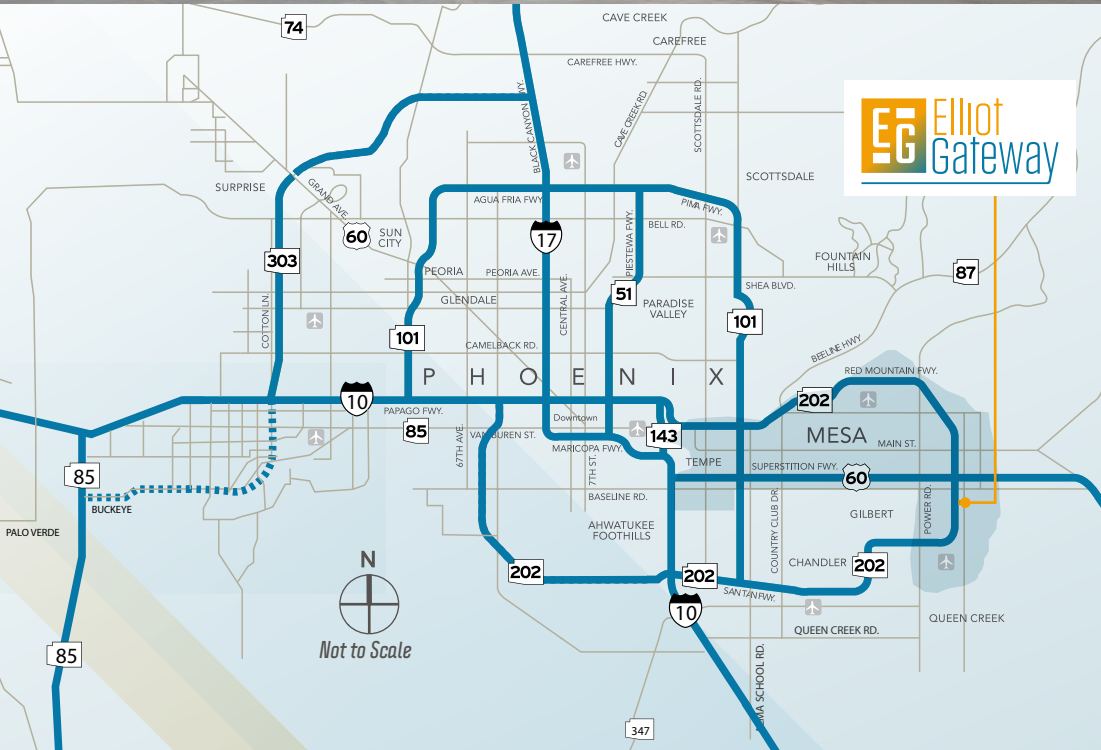 CAVE CREEK
74
CAREFREE
CAREFREE HWY.
BLACK CANYON HWY.
CAVE CREEK RD
SCOTTSDALE RD.
EG
Elliot
Gateway
SURPRISE
GRAND AVE.
SCOTTSDALE
AGUA FRIA FWY
PIMA FWY.
60
SUN
CITY
17
PIESTEWA FWY.
BELL RD.
303
PEORIA
PEORIA AVE.
FOUNTAIN
HILLS
87
SHEA BLVD.
COTTON LN.
GLENDALE
CENTRAL AVE.
51
PARADISE
VALLEY
101
101
CAMELBACK RD.
BEELINE HWY
PHOENIX
RED MOUNTAIN FWY.
10
PAPAGO FWY.
Downtown
202
85
67TH AVE.
VAN BUREN ST.
143
MESA
MAIN ST.
MARICOPA FWY.
7TH ST.
TEMPE
SUPERSTITION FWY.
60
85
BASELINE RD.
COUNTRY CLUB DR.
POWER RD.
BUCKEYE
GILBERT
PALO VERDE
AHWATUKEE
FOOTHILLS
N
202
202
CHANDLER
202
SANTAN FWY.
10
QUEEN CREEK
QUEEN CREEK RD.
Not to Scale
85
ALMA SCHOOL RD.
347